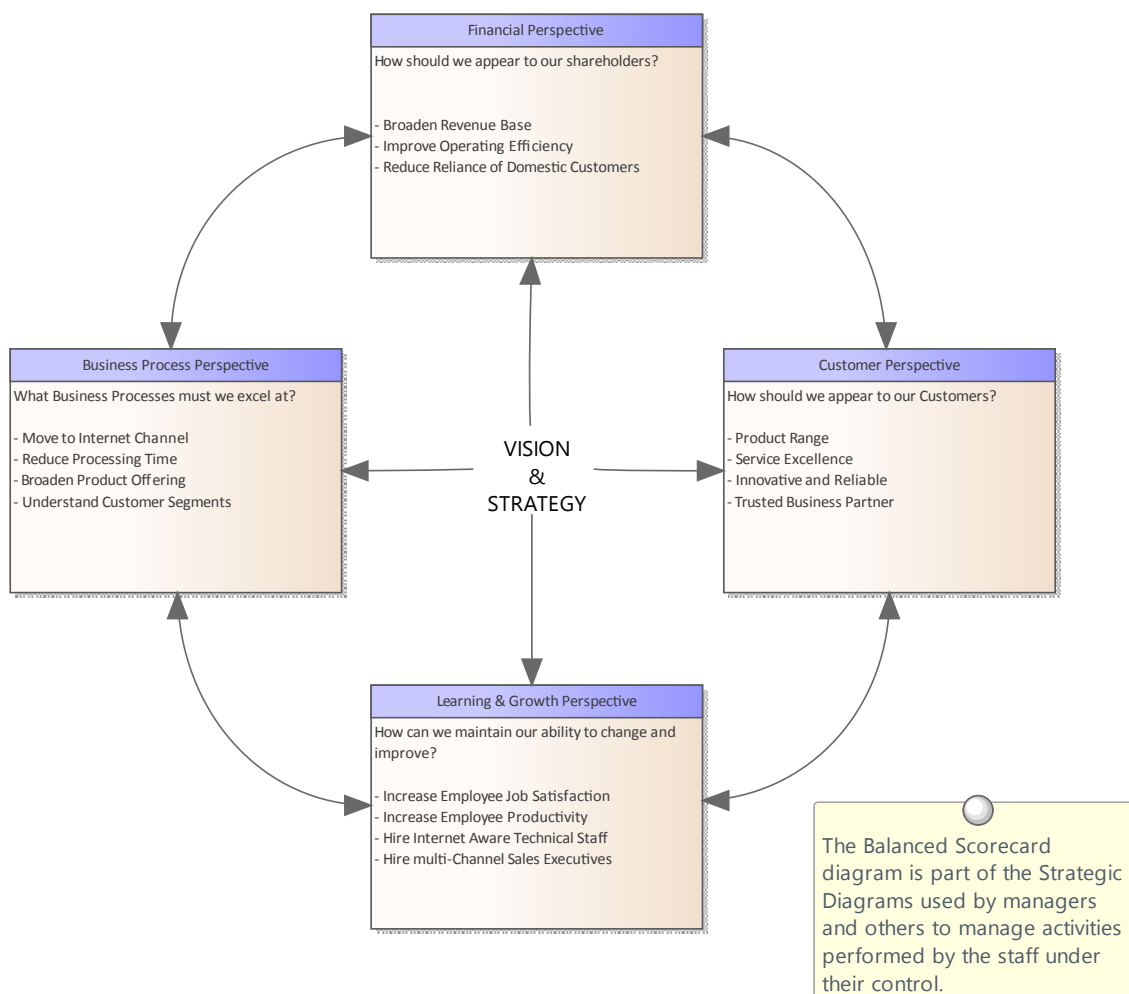 Financial Perspective
How should we appear to our shareholders?
- Broaden Revenue Base
- Improve Operating Efficiency
- Reduce Reliance of Domestic Customers
Business Process Perspective
What Business Processes must we excel at?
- Move to Internet Channel
- Reduce Processing Time
- Broaden Product Offering
- Understand Customer Segments
VISION
&
STRATEGY
Customer Perspective
How should we appear to our Customers?
- Product Range
- Service Excellence
- Innovative and Reliable
- Trusted Business Partner
Learning & Growth Perspective
How can we maintain our ability to change and
improve?
- Increase Employee Job Satisfaction
- Increase Employee Productivity
- Hire Internet Aware Technical Staff
- Hire multi-Channel Sales Executives
The Balanced Scorecard
diagram is part of the Strategic
Diagrams used by managers
and others to manage activities
performed by the staff under
their control.